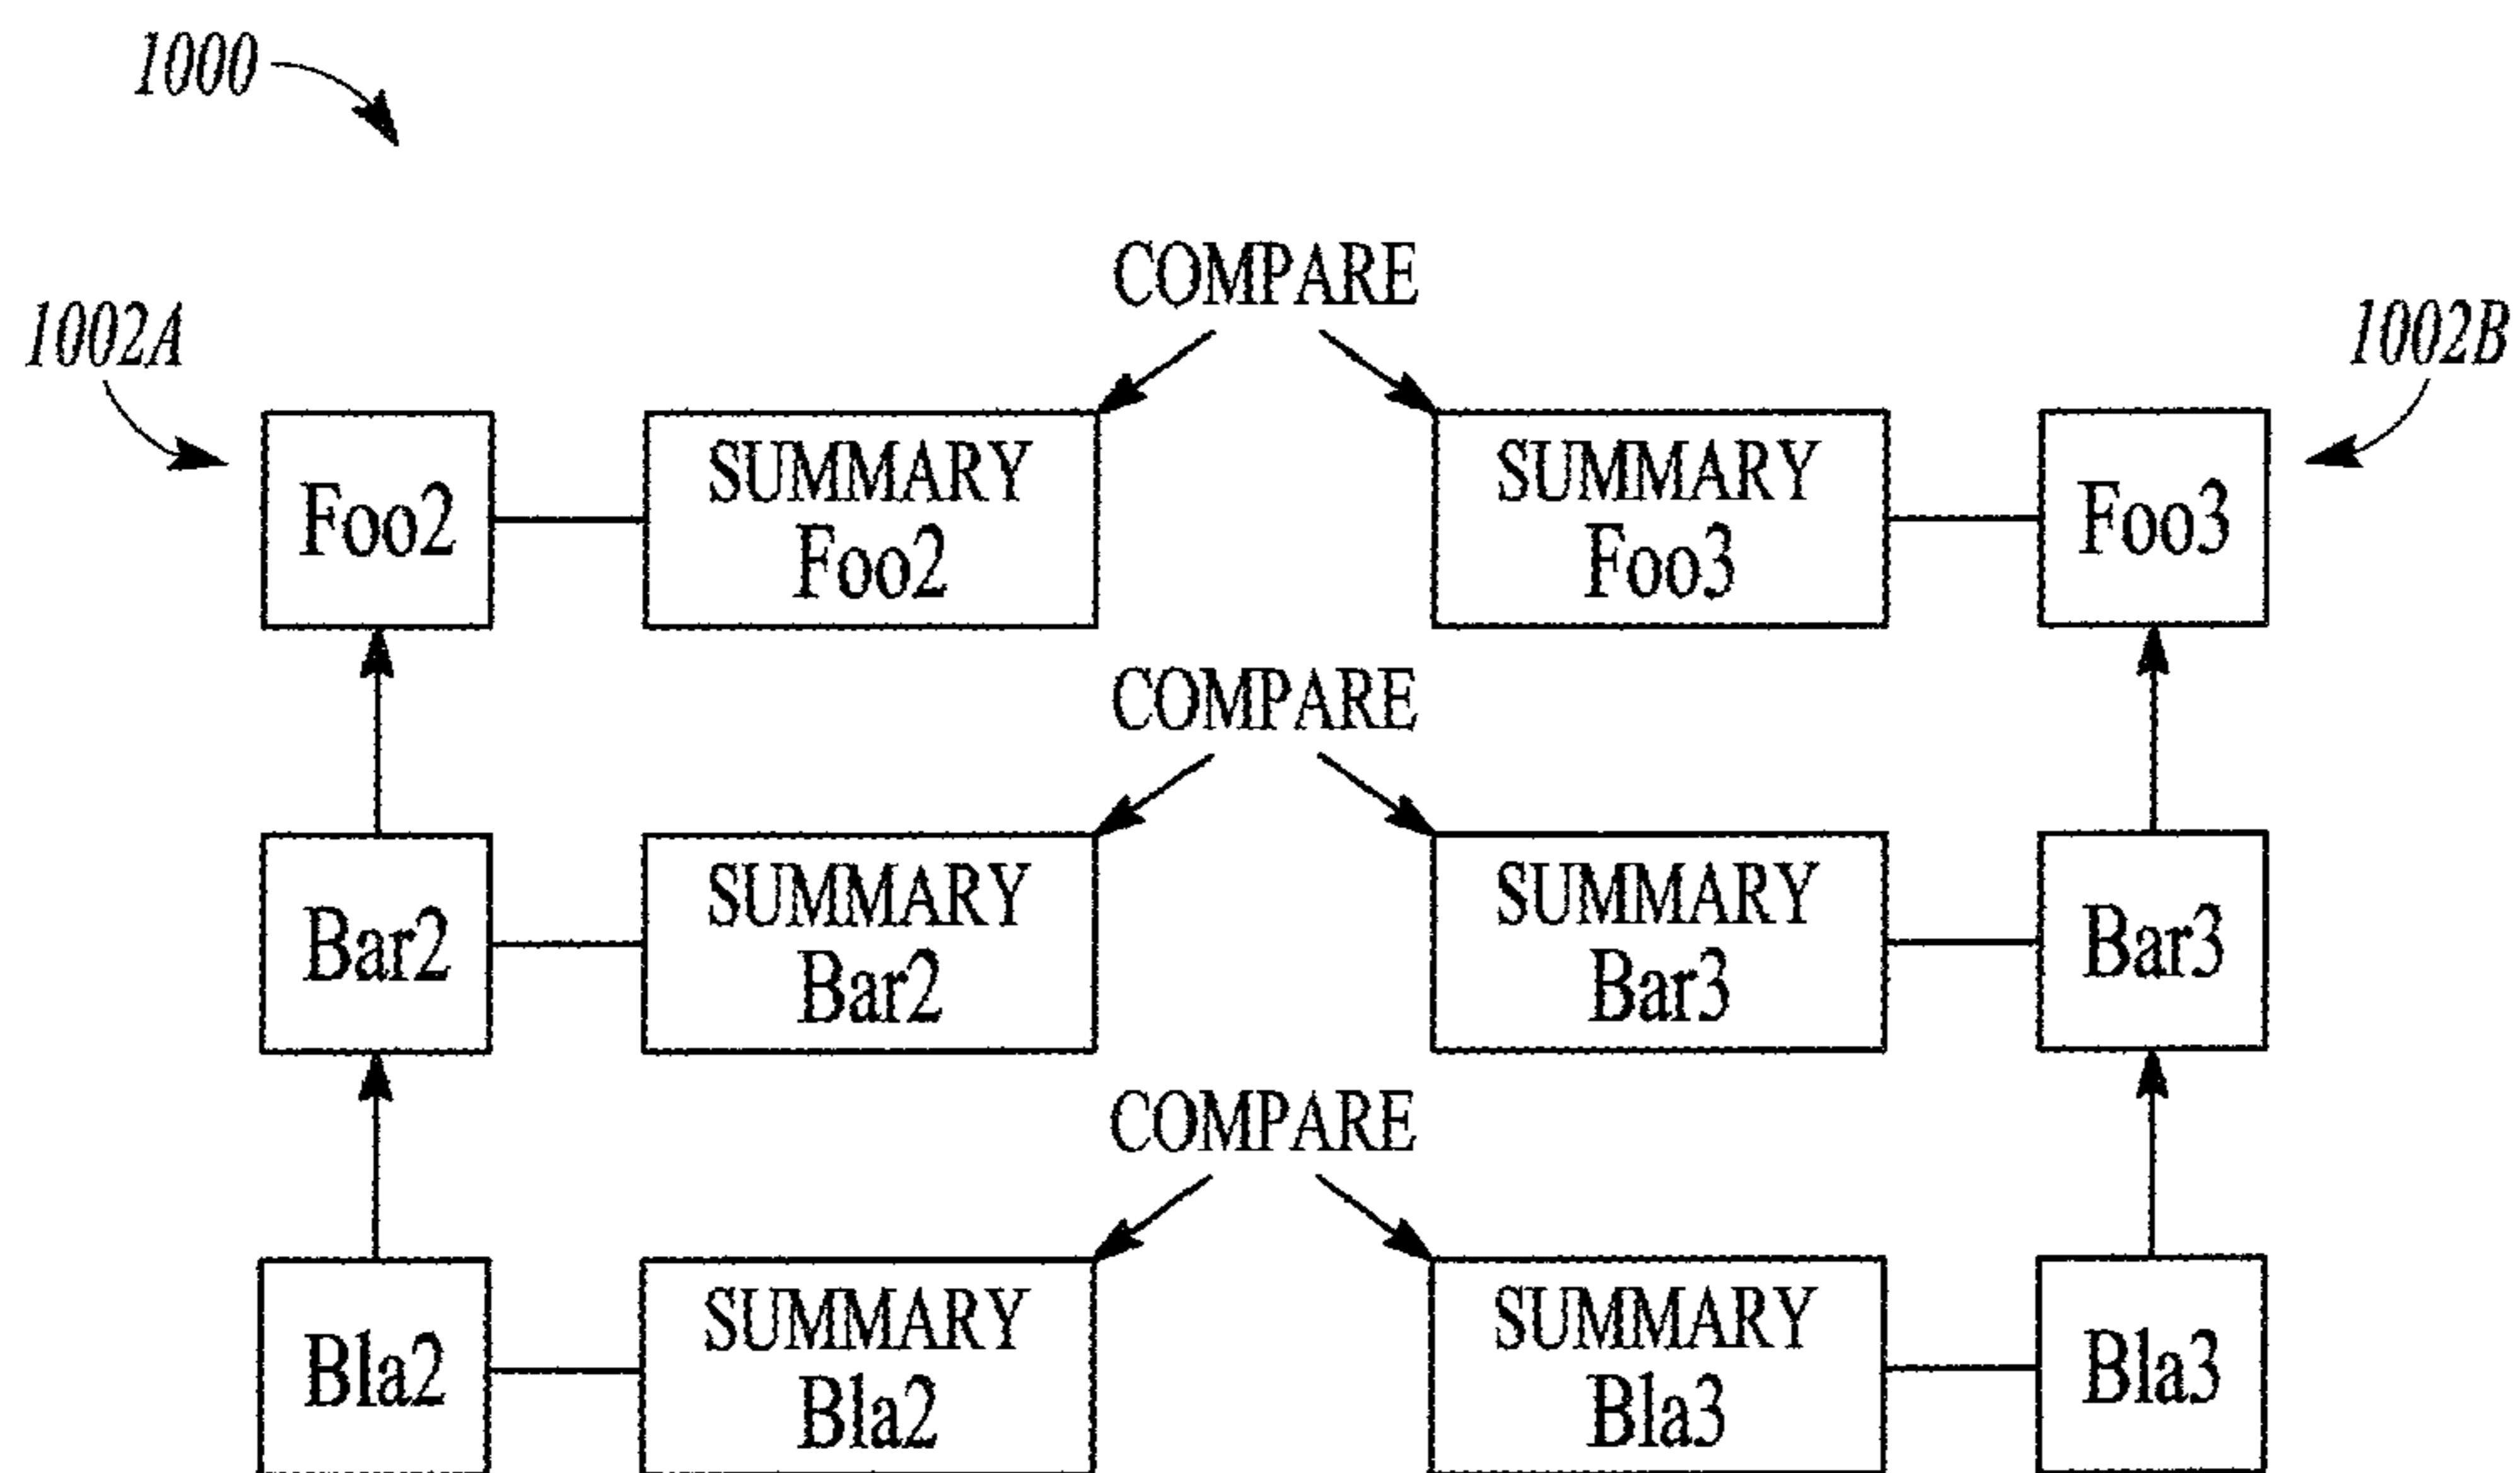 1000
COMPARE
1002A
1002B
Foo2
SUMMARY
Foo2
SUMMARY
Foo3
Foo3
COMPARE
Bar2
SUMMARY
Bar2
SUMMARY
Bar3
Bar3
COMPARE
Bla2
SUMMARY
Bla2
SUMMARY
Bla3
Bla3